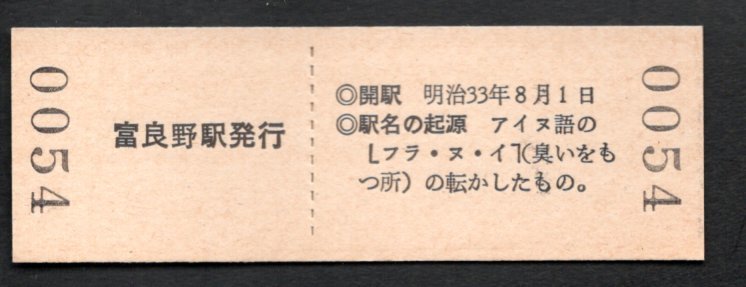 0054
富良野駅発行
◎開駅　明治33年８月１日
◎駅名の起源　アイヌ語の
「フラ・ヌ・イ」(臭いをも
つ所）の転かしたもの。
0054